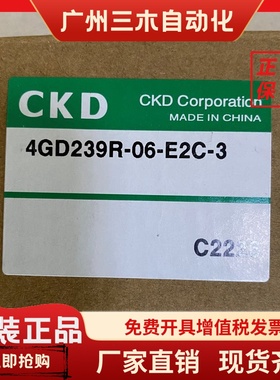 广州三木自动化
正
保
CKD
CKD Corporation
MADE IN CHINA
4GD239R-06-E2C-3
C22
装正品
免费开具增值税发票
立即抢购
厂家直销
现货